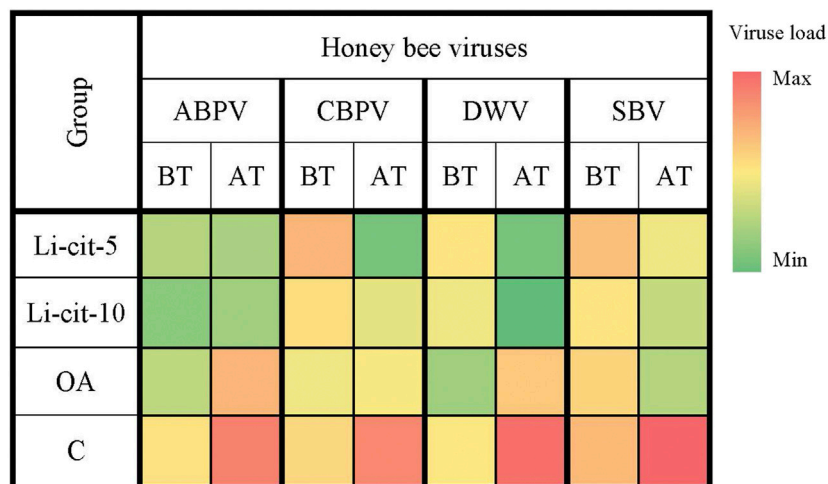 Honey bee viruses
Viruse load
Group
ABPV CBPV DWV SBV
Max
BT AT BT AT BT AT BT AT
Li-cit-5
Min
Li-cit-10
OA
C